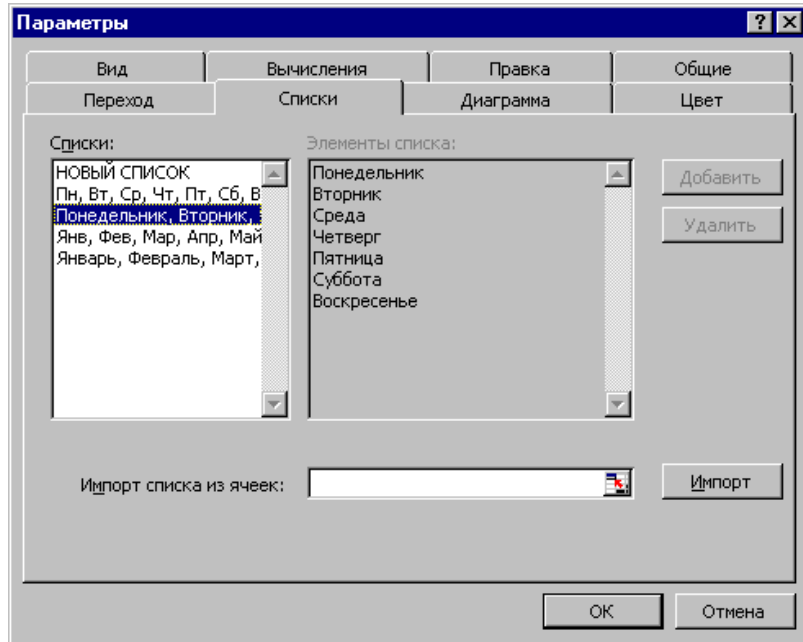 Параметры
Вид Вычисления Правка Общие
Переход Списки Диаграмма Цвет
Списки: Элементы списка:
НОВЫЙ СПИСОК
Пн, Вт, Ср, Чт, Пт, Сб, В
Понедельник, Вторник,
Янв, Фев, Мар, Апр, Май
Январь, Февраль, Март,
Понедельник
Вторник
Среда
Четверг
Пятница
Суббота
Воскресенье
Добавить
Удалить
Импорт списка из ячеек: Импорт
ОК Отмена